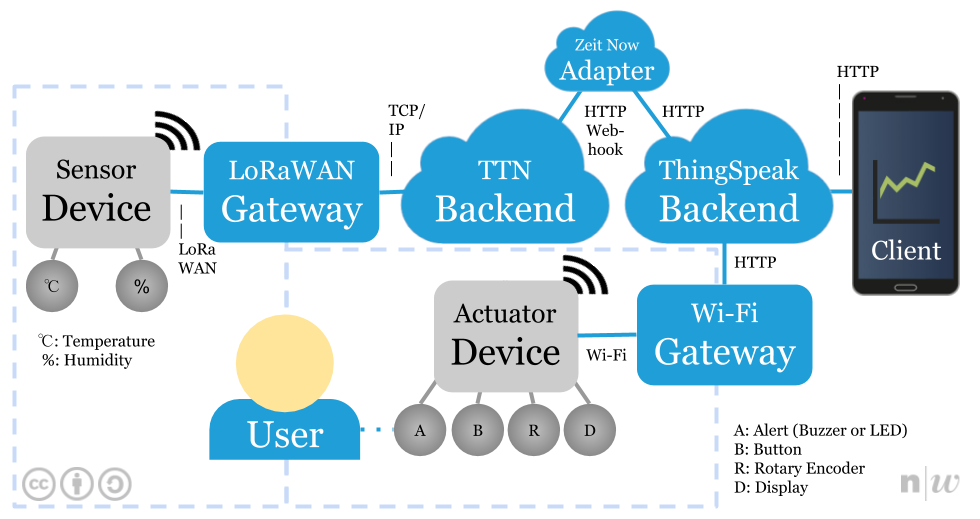 Zeit Now
Adapter
HTTP
TCP/
IP
HTTP
Web-
hook
HTTP
Sensor
Device
LoRaWAN
Gateway
TTN
Backend
ThingSpeak
Backend
Client
LoRa
WAN
℃
%
HTTP
℃: Temperature
%: Humidity
Actuator
Device
Wi-Fi
Wi-Fi
Gateway
User
A
B
R
D
A: Alert (Buzzer or LED)
B: Button
R: Rotary Encoder
D: Display
cc
n|w